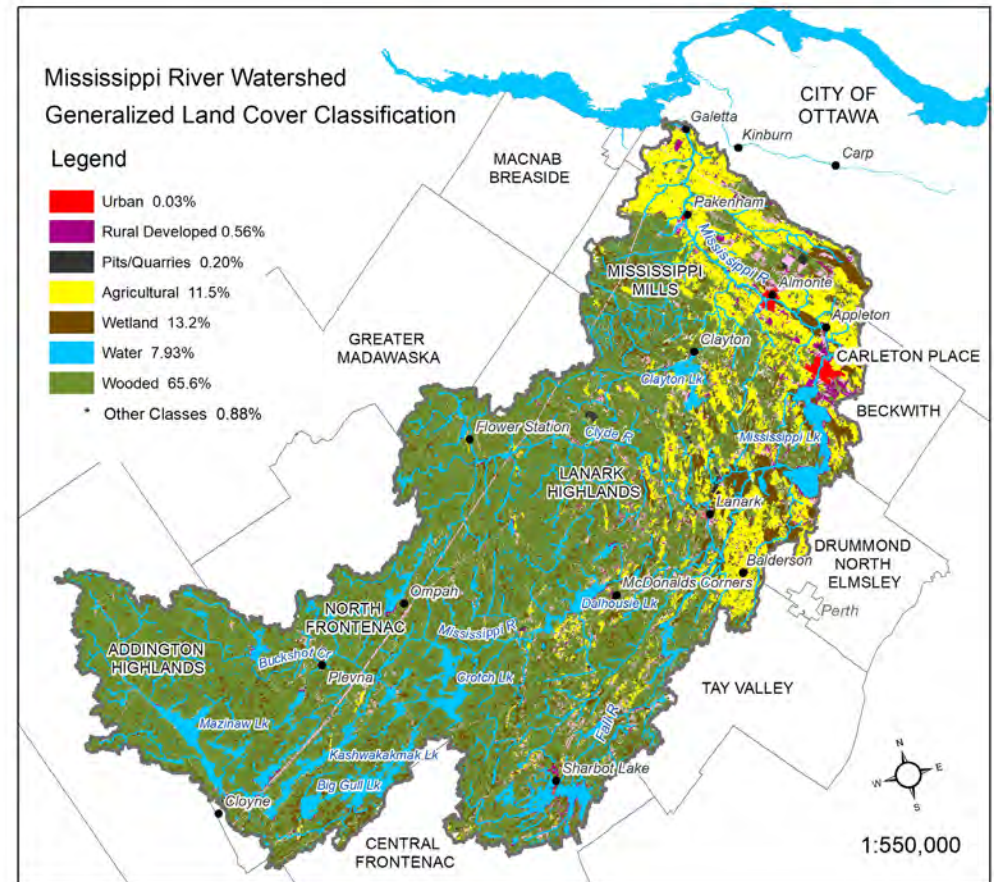 Mississippi River Watershed
Generalized Land Cover Classification
Legend
Urban 0.03%
Rural Developed 0.56%
Pits/Quarries 0.20%
Agricultural 11.5%
Wetland 13.2%
Water 7.93%
Wooded 65.6%
* Other Classes 0.88%
CITY OF
OTTAWA
Galetta
Kinburn
Carp
MACNAB
BREASIDE
Pakenham
Mississippi R
MISSISSIPPI
MILLS
Almonte
Appleton
GREATER
MADAWASKA
Clayton
CARLETON PLACE
Clayton Lk
BECKWITH
Flower Station
Clyde R
Mississippi Lk
LANARK
HIGHLANDS
Lanark
DRUMMOND
NORTH
ELMSLEY
Balderson
McDonalds Corners
Dalhousie Lk
Perth
Ompah
NORTH
FRONTENAC
Mississippi R
ADDINGTON
HIGHLANDS
Buckshot Cr
Plevna
Crotch Lk
TAY VALLEY
Mazinaw Lk
Fall R
Kashwakakmak Lk
Big Gull Lk
Sharbot Lake
Cloyne
CENTRAL
FRONTENAC
N
W
E
S
1:550,000